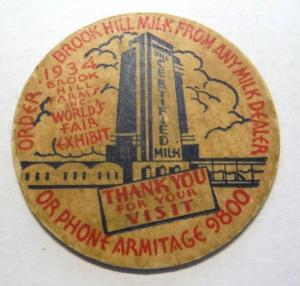 ORDER BROOK HILL MILK FROM ANY MILK DEALER
OR PHONE ARMITAGE 9800
1934
BROOK
HILL
FARMS
INC
WORLD'S
FAIR
EXHIBIT
CERTIFIED
MILK
THANK YOU
FOR YOUR
VISIT